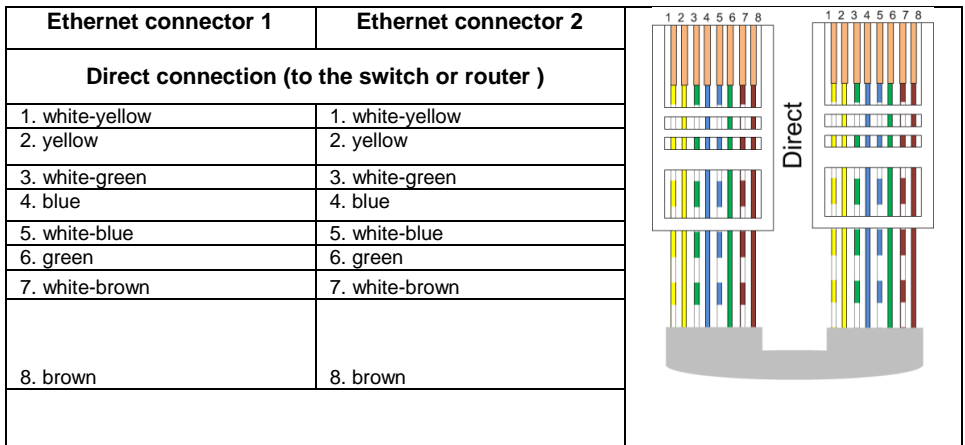 Ethernet connector 1 Ethernet connector 2
Direct connection (to the switch or router )
1. white-yellow 1. white-yellow
2. yellow 2. yellow
3. white-green 3. white-green
4. blue 4. blue
5. white-blue 5. white-blue
6. green 6. green
7. white-brown 7. white-brown
8. brown 8. brown
1 2 3 4 5 6 7 8
Direct
1 2 3 4 5 6 7 8